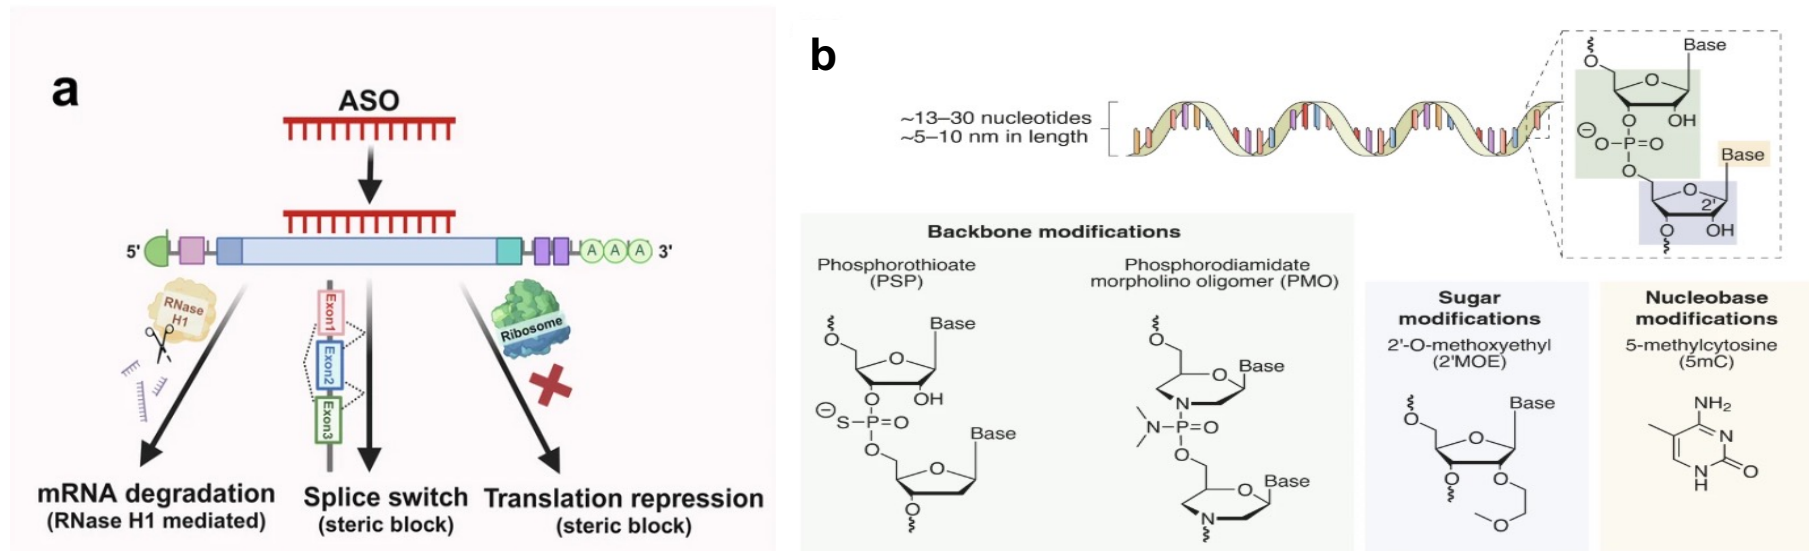 a
ASO
5'
A A A
3'
RNase
H1
Exon1
Exon2
Exon3
Ribosome
mRNA degradation
(RNase H1 mediated)
Splice switch
(steric block)
Translation repression
(steric block)
b
~13–30 nucleotides
~5–10 nm in length
Base
O
O
OH
O
⊖
O–P=O
O
Base
O
2'
O
OH
Backbone modifications
Phosphorothioate
(PSP)
Base
O
O
O
OH
⊖
S–P=O
O
Base
O
O
Phosphorodiamidate
morpholino oligomer (PMO)
O
O
Base
N
N–P=O
O
O
Base
N
Sugar
modifications
2'-O-methoxyethyl
(2'MOE)
Base
O
O
O
O
O
Nucleobase
modifications
5-methylcytosine
(5mC)
NH₂
N
N
H
O